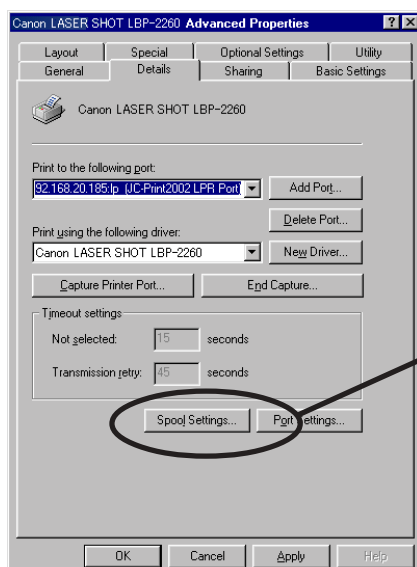 Canon LASER SHOT LBP-2260 Advanced Properties
Layout Special Optional Settings Utility
General Details Sharing Basic Settings
Canon LASER SHOT LBP-2260
Print to the following port:
92.168.20.185:lp (JC-Print2002 LPR Port)
Add Port...
Delete Port...
Print using the following driver:
Canon LASER SHOT LBP-2260
New Driver...
Capture Printer Port... End Capture...
Timeout settings
Not selected: 15 seconds
Transmission retry: 45 seconds
Spool Settings... Port Settings...
OK Cancel Apply Help